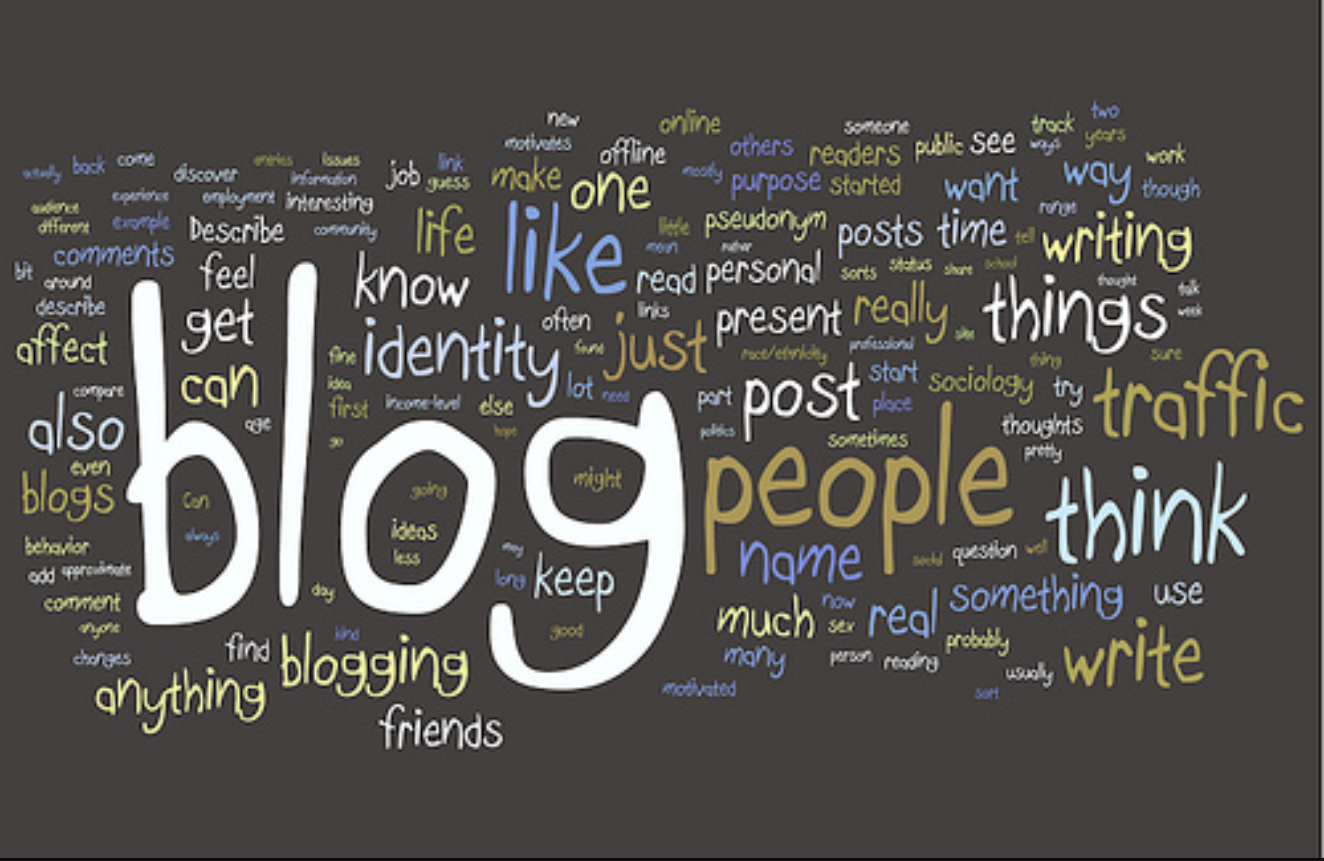 new
online
someone
track
two
years
ways
motivates
offline
others
readers
public
see
work
actually
back
come
entries
Issues
discover
information
job
link
guess
make
one
mostly
purpose
started
want
way
though
experience
employment
interesting
audience
different
example
Describe
community
life
like
little
pseudonym
range
posts
time
tell
writing
comments
feel
know
main
rather
read
personal
sorts
status
share
school
bit
around
thought
talk
week
describe
get
often
links
just
present
really
things
affect
identity
fine
found
race/ethnicity
professional
site
thing
sure
can
idea
lot
need
compare
first
income-level
else
part
post
start
place
sociology
try
traffic
also
age
go
hope
politics
sometimes
thoughts
pretty
even
blog
people
think
blogs
Can
going
might
always
ideas
less
behavior
add
approximate
may
long
keep
name
social
question
well
comment
day
something
use
anyone
kind
good
much
now
sex
real
probably
changes
find
blogging
many
person
reading
usually
write
anything
motivated
sort
friends